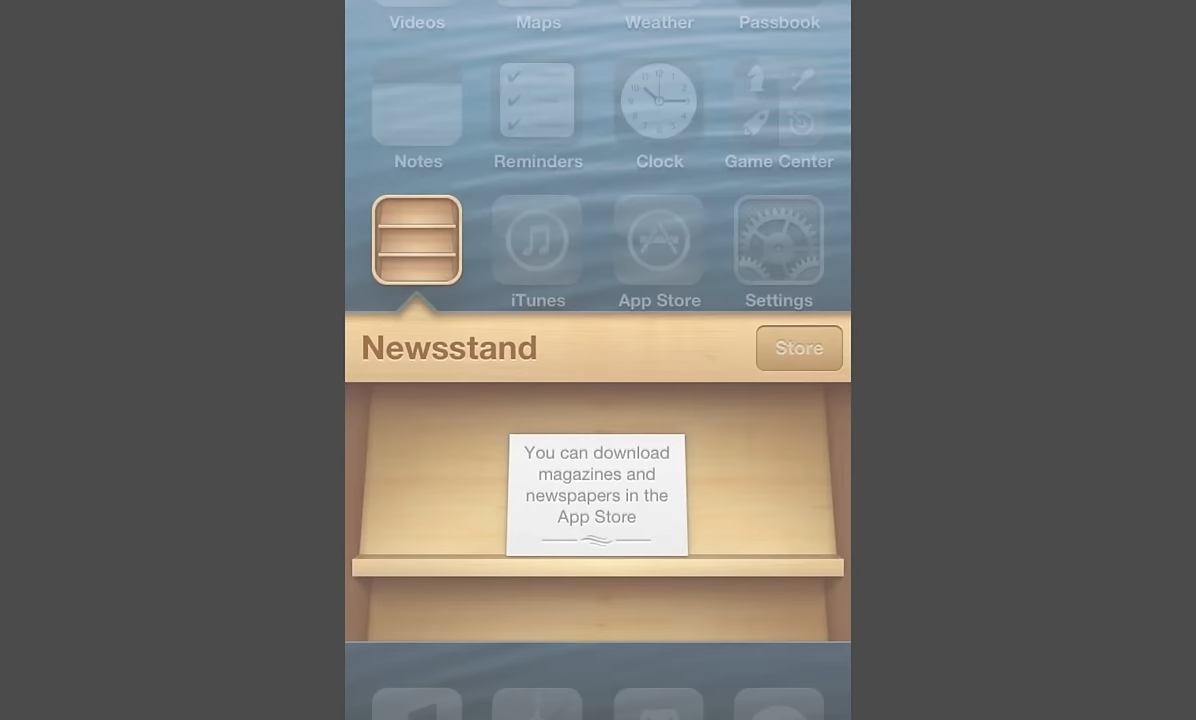 Videos Maps Weather Passbook
Notes Reminders Clock Game Center
iTunes App Store Settings
Newsstand
Store
You can download
magazines and
newspapers in the
App Store